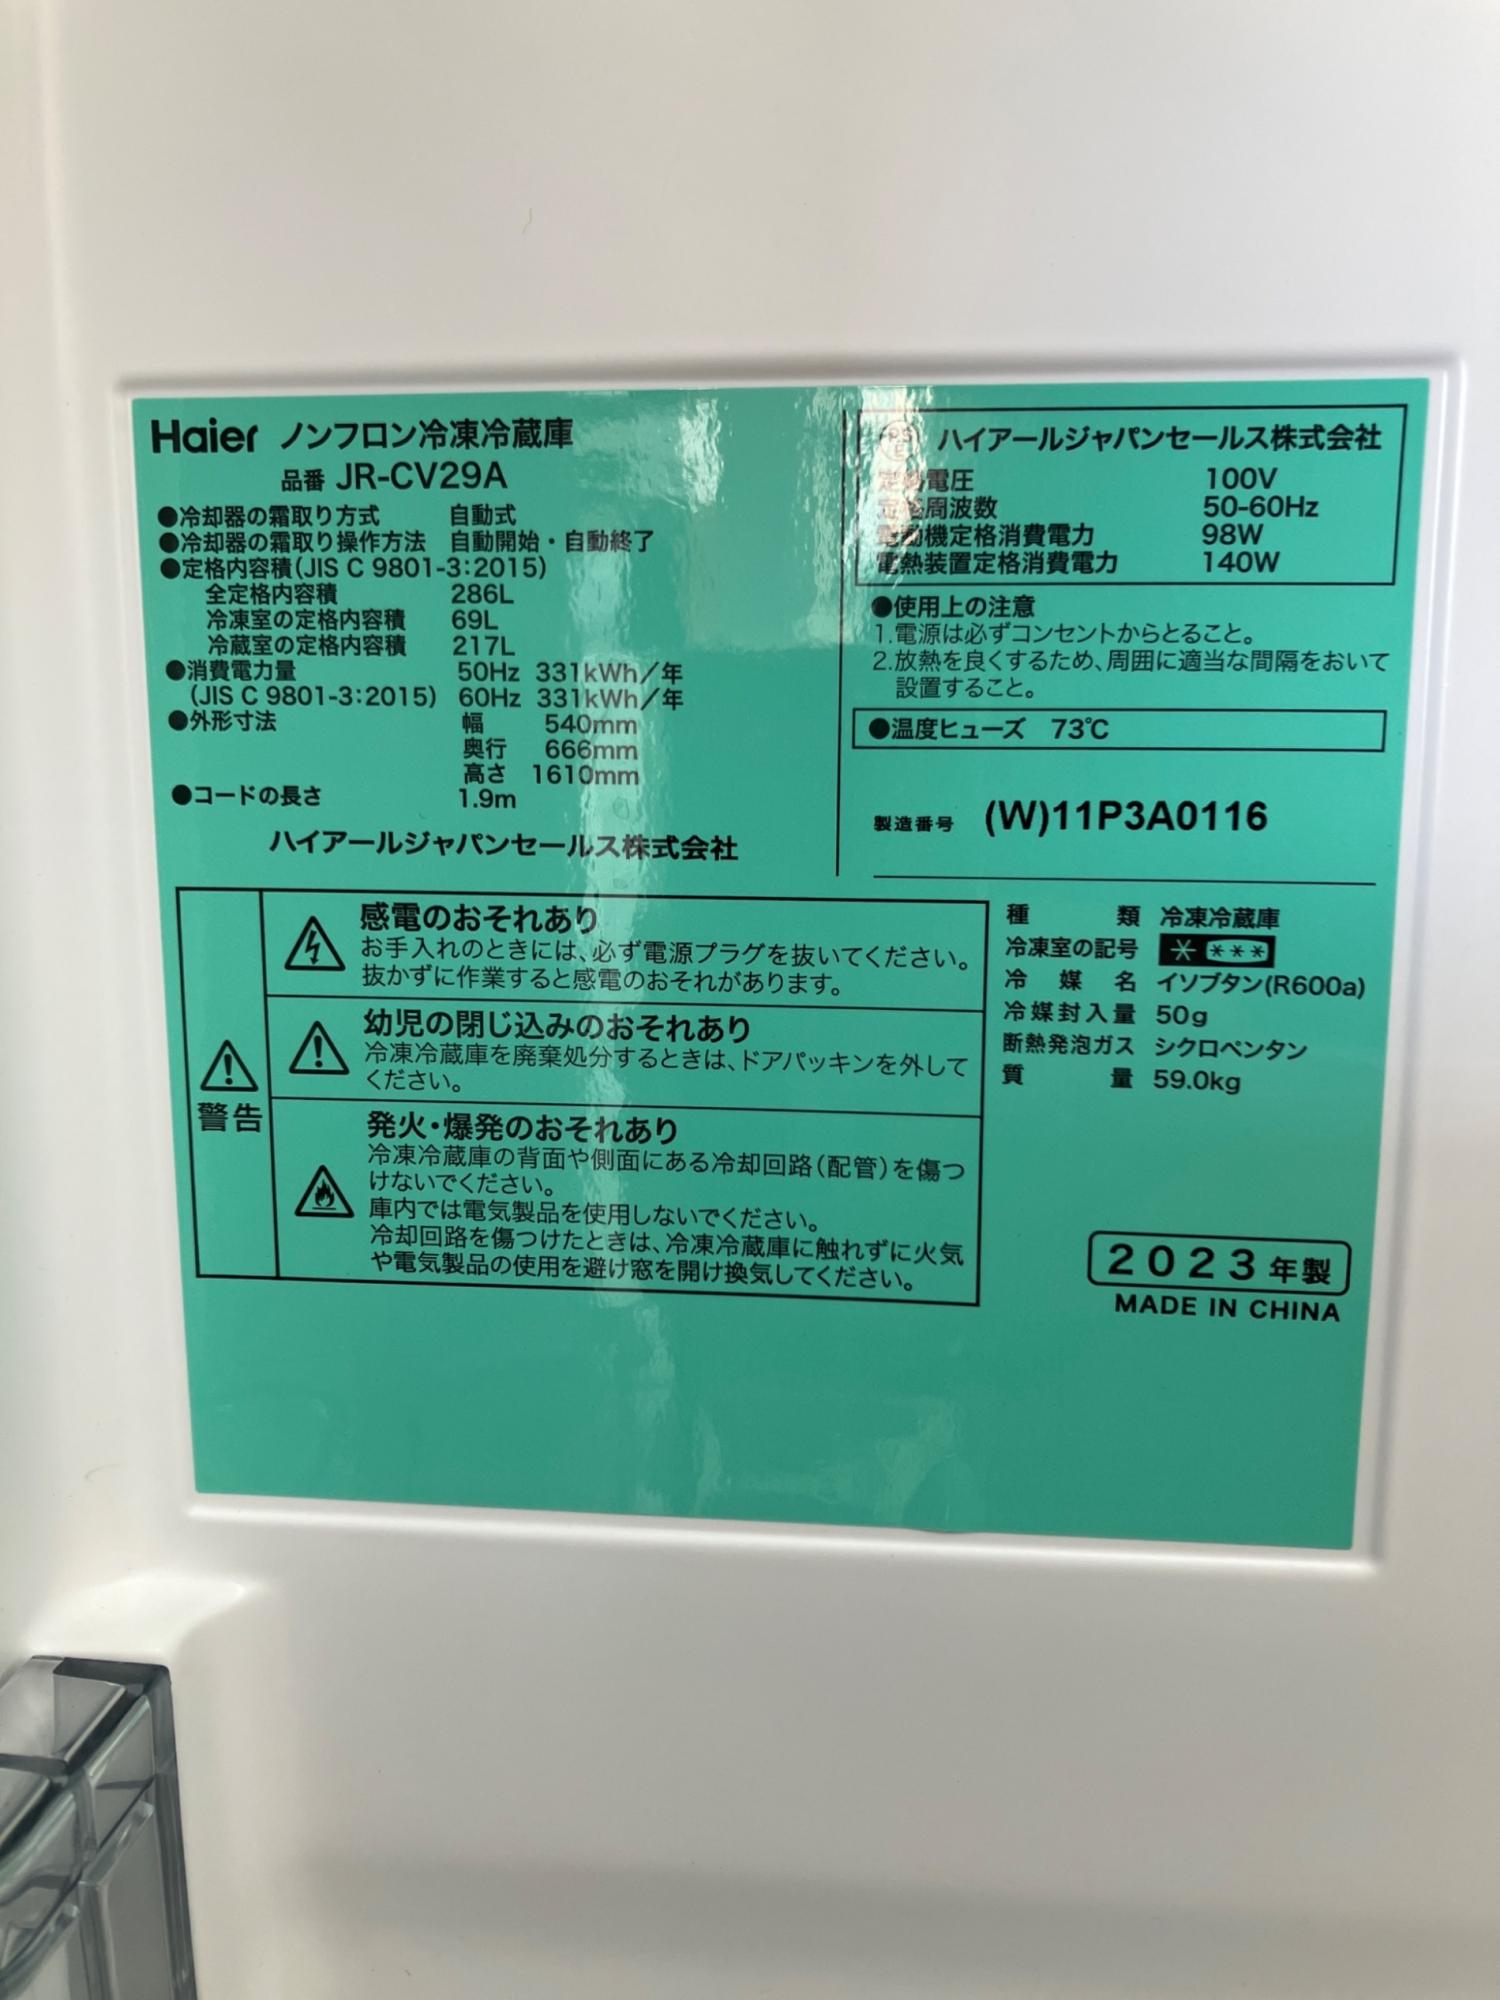 Haier ノンフロン冷凍冷蔵庫
品番 JR-CV29A
●冷却器の霜取り方式 自動式
●冷却器の霜取り操作方法 自動開始・自動終了
●定格内容積(JIS C 9801-3:2015)
全定格内容積 286L
冷凍室の定格内容積 69L
冷蔵室の定格内容積 217L
●消費電力量 50Hz 331kWh/年
(JIS C 9801-3:2015) 60Hz 331kWh/年
●外形寸法 幅 540mm
奥行 666mm
高さ 1610mm
●コードの長さ 1.9m
ハイアールジャパンセールス株式会社
PSE ハイアールジャパンセールス株式会社
定格電圧 100V
定格周波数 50-60Hz
電動機定格消費電力 98W
電熱装置定格消費電力 140W
●使用上の注意
1.電源は必ずコンセントからとること。
2.放熱を良くするため、周囲に適当な間隔をおいて
設置すること。
●温度ヒューズ 73℃
製造番号 (W)11P3A0116
警告
感電のおそれあり
お手入れのときには、必ず電源プラグを抜いてください。
抜かずに作業すると感電のおそれがあります。
幼児の閉じ込みのおそれあり
冷凍冷蔵庫を廃棄処分するときは、ドアパッキンを外して
ください。
発火・爆発のおそれあり
冷凍冷蔵庫の背面や側面にある冷却回路(配管)を傷つ
けないでください。
庫内では電気製品を使用しないでください。
冷却回路を傷つけたときは、冷凍冷蔵庫に触れずに火気
や電気製品の使用を避け窓を開け換気してください。
種類 冷凍冷蔵庫
冷凍室の記号 * ***
冷媒名 イソブタン(R600a)
冷媒封入量 50g
断熱発泡ガス シクロペンタン
質量 59.0kg
2023年製
MADE IN CHINA